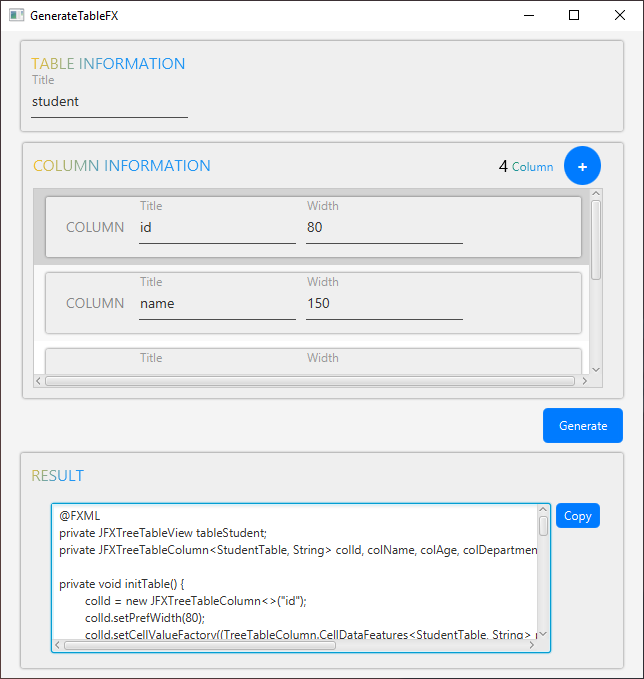 GenerateTableFX
TABLE INFORMATION
Title
student
COLUMN INFORMATION
4 Column
+
Title Width
COLUMN id 80
Title Width
COLUMN name 150
Title Width
Generate
RESULT
Copy
@FXML
private JFXTreeTableView tableStudent;
private JFXTreeTableColumn<StudentTable, String> colId, colName, colAge, colDepartmen
private void initTable() {
colId = new JFXTreeTableColumn<>("id");
colId.setPrefWidth(80);
colId.setCellValueFactory((TreeTableColumn.CellDataFeatures<StudentTable, String>